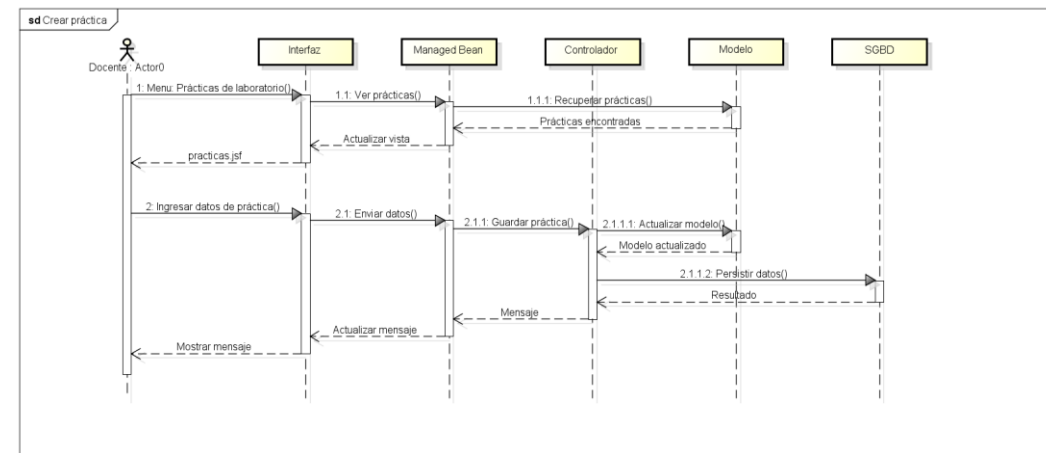 sd Crear práctica
Docente : Actor0
Interfaz
Managed Bean
Controlador
Modelo
SGBD
1: Menu: Prácticas de laboratorio()
1.1: Ver prácticas()
1.1.1: Recuperar prácticas()
Prácticas encontradas
Actualizar vista
practicas.jsf
2: Ingresar datos de práctica()
2.1: Enviar datos()
2.1.1: Guardar práctica()
2.1.1.1: Actualizar modelo()
Modelo actualizado
2.1.1.2: Persistir datos()
Resultado
Mensaje
Actualizar mensaje
Mostrar mensaje